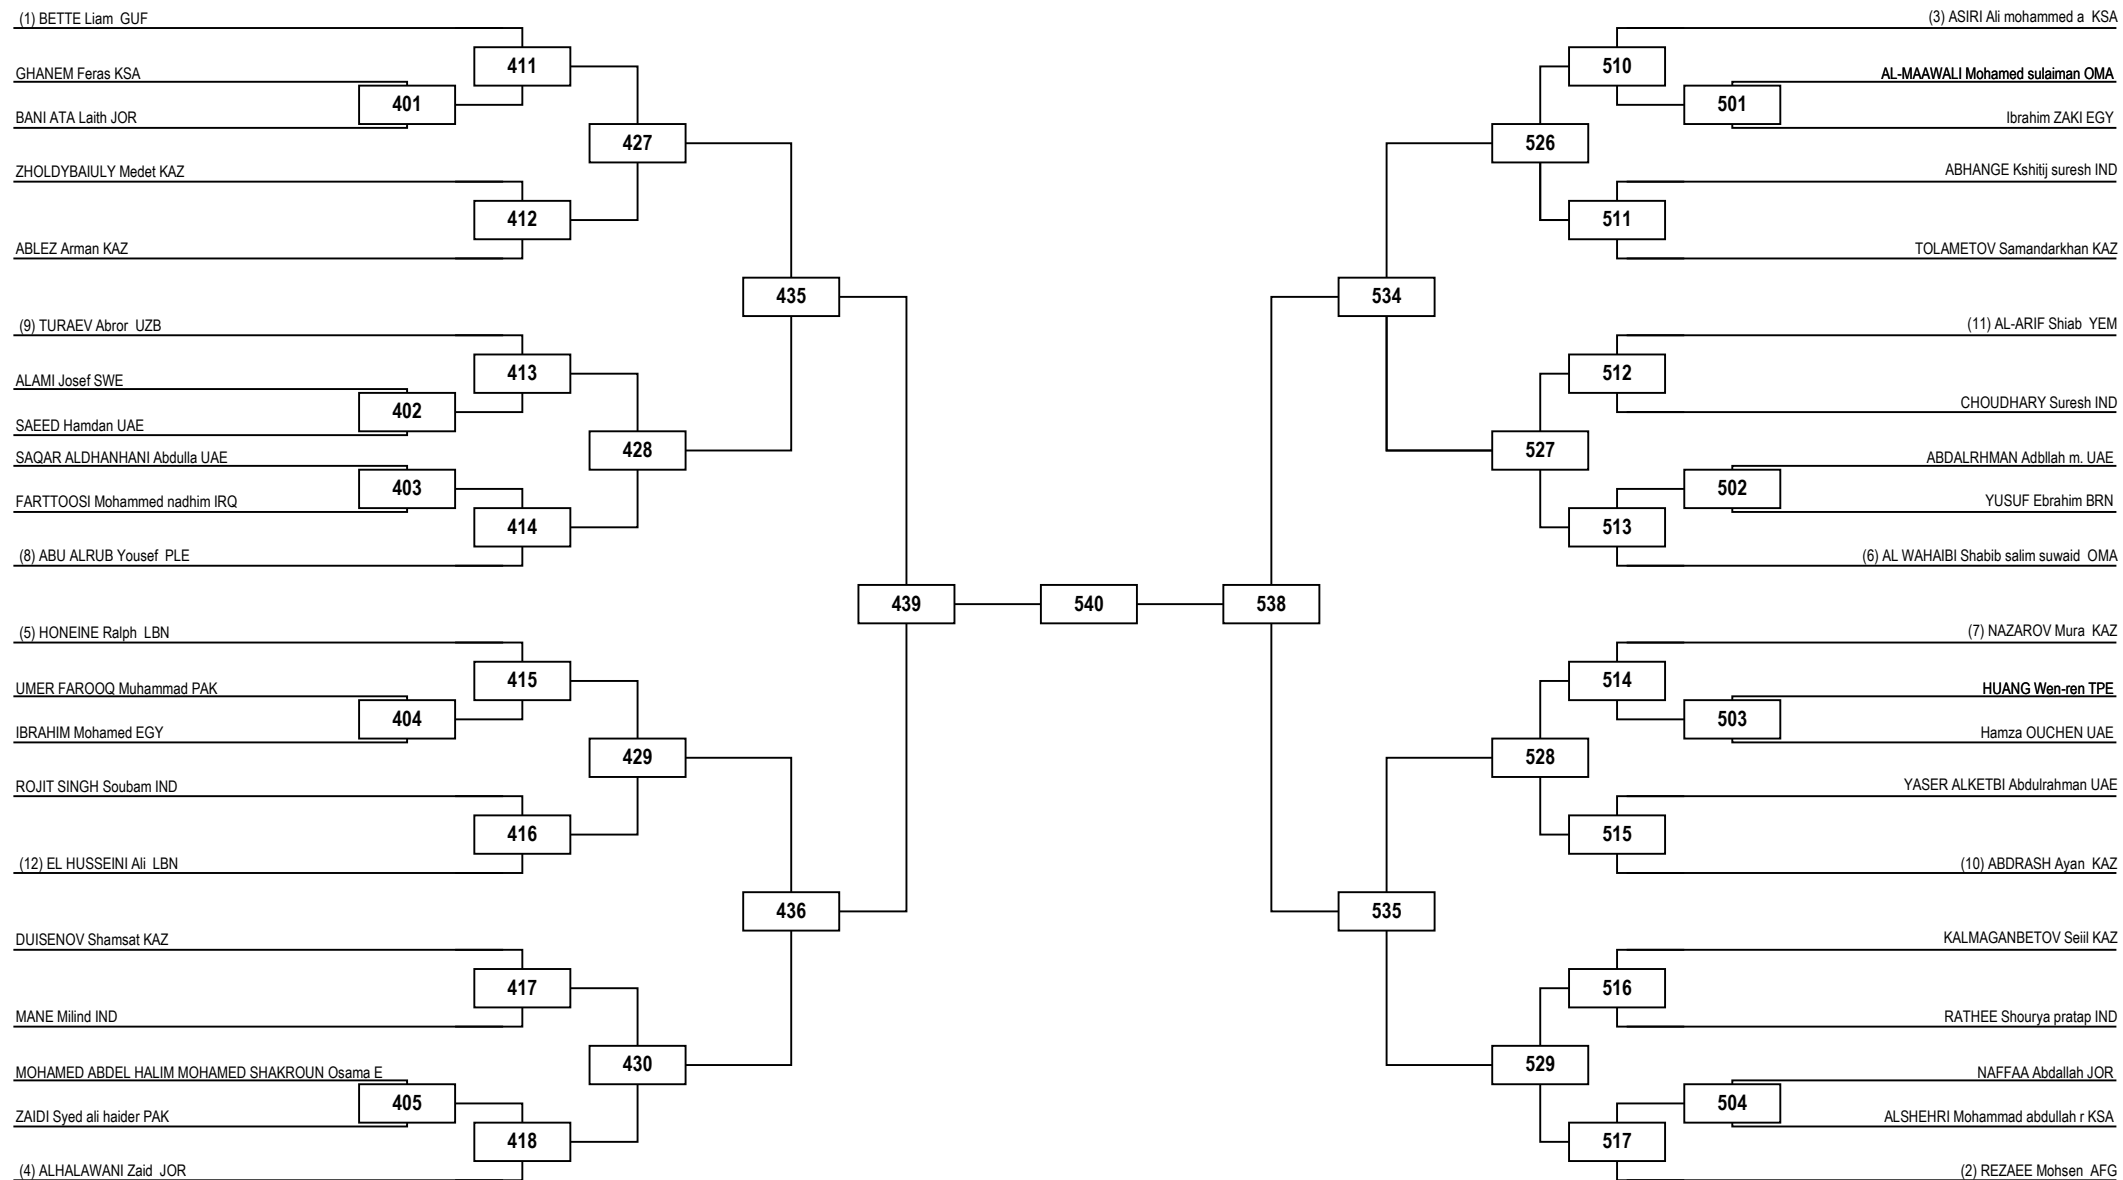 (1) BETTE Liam  GUF
411
GHANEM Feras KSA
401
BANI ATA Laith JOR
427
ZHOLDYBAIULY Medet KAZ
412
ABLEZ Arman KAZ
435
(9) TURAEV Abror  UZB
413
ALAMI Josef SWE
402
SAEED Hamdan UAE
428
SAQAR ALDHANHANI Abdulla UAE
403
FARTTOOSI Mohammed nadhim IRQ
414
(8) ABU ALRUB Yousef  PLE
439
(5) HONEINE Ralph  LBN
415
UMER FAROOQ Muhammad PAK
404
IBRAHIM Mohamed EGY
429
ROJIT SINGH Soubam IND
416
(12) EL HUSSEINI Ali  LBN
436
DUISENOV Shamsat KAZ
417
MANE Milind IND
430
MOHAMED ABDEL HALIM MOHAMED SHAKROUN Osama E
405
ZAIDI Syed ali haider PAK
418
(4) ALHALAWANI Zaid  JOR
540
(3) ASIRI Ali mohammed a  KSA
510
AL-MAAWALI Mohamed sulaiman OMA
501
Ibrahim ZAKI EGY
526
ABHANGE Kshitij suresh IND
511
TOLAMETOV Samandarkhan KAZ
534
(11) AL-ARIF Shiab  YEM
512
CHOUDHARY Suresh IND
527
ABDALRHMAN Adbllah m. UAE
502
YUSUF Ebrahim BRN
513
(6) AL WAHAIBI Shabib salim suwaid  OMA
538
(7) NAZAROV Mura  KAZ
514
HUANG Wen-ren TPE
503
Hamza OUCHEN UAE
528
YASER ALKETBI Abdulrahman UAE
515
(10) ABDRASH Ayan  KAZ
535
KALMAGANBETOV Seiil KAZ
516
RATHEE Shourya pratap IND
529
NAFFAA Abdallah JOR
504
ALSHEHRI Mohammad abdullah r KSA
517
(2) REZAEE Mohsen  AFG